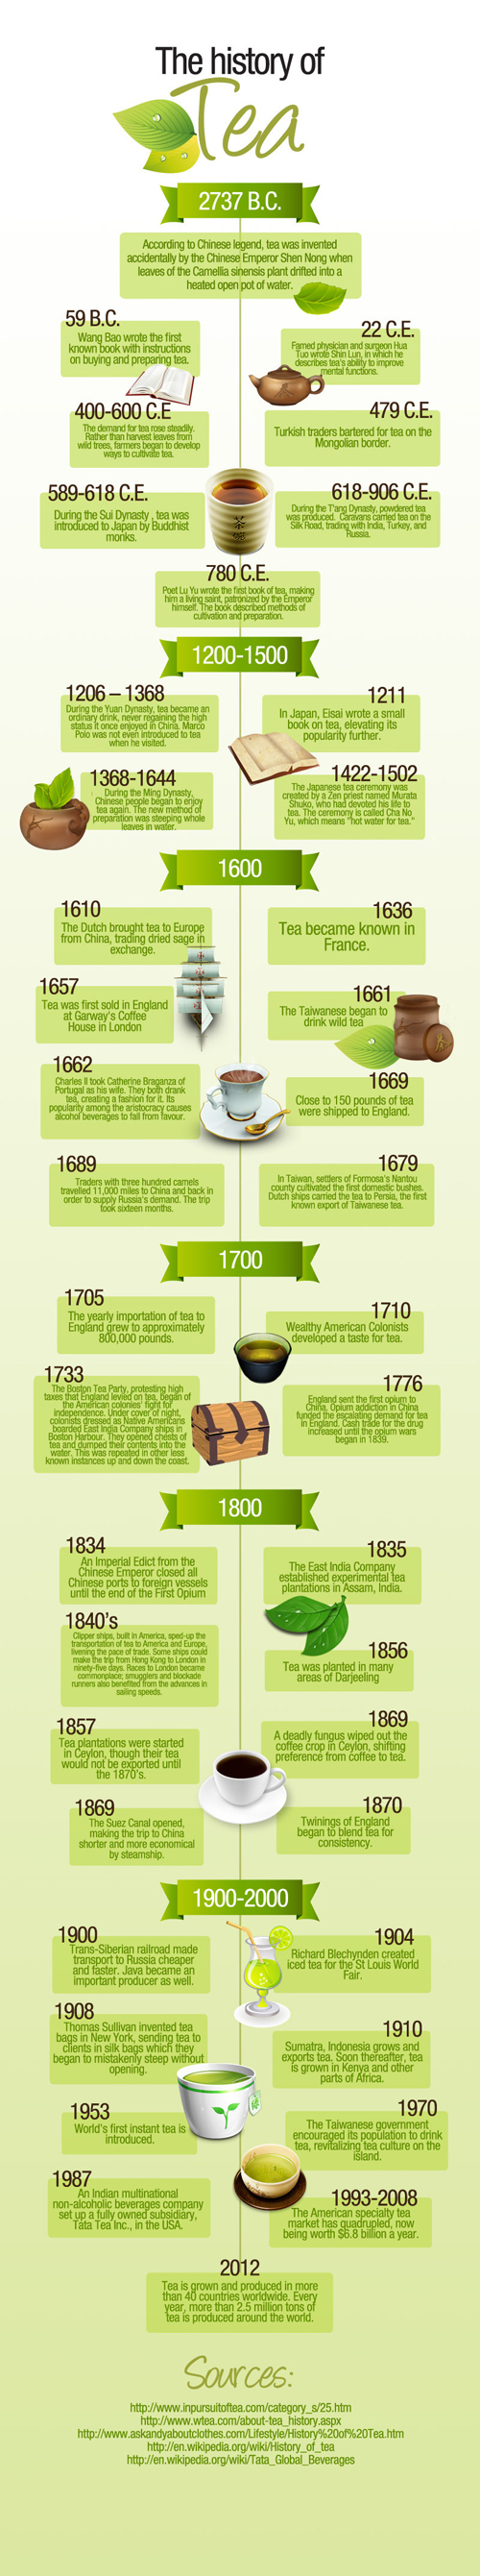 The history of
Tea
2737 B.C.
According to Chinese legend, tea was invented
accidentally by the Chinese Emperor Shen Nong when
leaves of the Camellia sinensis plant drifted into a
heated open pot of water.
59 B.C.
Wang Bao wrote the first
known book with instructions
on buying and preparing tea.
22 C.E.
Famed physician and surgeon Hua
Tuo wrote Shin Lun, in which he
describes tea's ability to improve
mental functions.
400-600 C.E
The demand for tea rose steadily.
Rather than harvest leaves from
wild trees, farmers began to develop
ways to cultivate tea.
479 C.E.
Turkish traders bartered for tea on the
Mongolian border.
589-618 C.E.
During the Sui Dynasty , tea was
introduced to Japan by Buddhist
monks.
618-906 C.E.
During the T'ang Dynasty, powdered tea
was produced. Caravans carried tea on the
Silk Road, trading with India, Turkey, and
Russia.
780 C.E.
Poet Lu Yu wrote the first book of tea, making
him a living saint, patronized by the Emperor
himself. The book described methods of
cultivation and preparation.
1200-1500
1206 – 1368
During the Yuan Dynasty, tea became an
ordinary drink, never regaining the high
status it once enjoyed in China. Marco
Polo was not even introduced to tea
when he visited.
1211
In Japan, Eisai wrote a small
book on tea, elevating its
popularity further.
1368-1644
During the Ming Dynasty,
Chinese people began to enjoy
tea again. The new method of
preparation was steeping whole
leaves in water.
1422-1502
The Japanese tea ceremony was
created by a Zen priest named Murata
Shuko, who had devoted his life to
tea. The ceremony is called Cha No
Yu, which means "hot water for tea."
1600
1610
The Dutch brought tea to Europe
from China, trading dried sage in
exchange.
1636
Tea became known in
France.
1657
Tea was first sold in England
at Garway's Coffee
House in London
1661
The Taiwanese began to
drink wild tea
1662
Charles II took Catherine Braganza of
Portugal as his wife. They both drank
tea, creating a fashion for it. Its
popularity among the aristocracy causes
alcohol beverages to fall from favour.
1669
Close to 150 pounds of tea
were shipped to England.
1689
Traders with three hundred camels
travelled 11,000 miles to China and back in
order to supply Russia's demand. The trip
took sixteen months.
1679
In Taiwan, settlers of Formosa's Nantou
county cultivated the first domestic bushes.
Dutch ships carried the tea to Persia, the first
known export of Taiwanese tea.
1700
1705
The yearly importation of tea to
England grew to approximately
800,000 pounds.
1710
Wealthy American Colonists
developed a taste for tea.
1733
The Boston Tea Party, protesting high
taxes that England levied on tea, began of
the American colonies' fight for
independence. Under cover of night,
colonists dressed as Native Americans
boarded East India Company ships in
Boston Harbour. They opened chests of
tea and dumped their contents into the
water. This was repeated in other less
known instances up and down the coast.
1776
England sent the first opium to
China. Opium addiction in China
funded the escalating demand for tea
in England. Cash trade for the drug
increased until the opium wars
began in 1839.
1800
1834
An Imperial Edict from the
Chinese Emperor closed all
Chinese ports to foreign vessels
until the end of the First Opium
1835
The East India Company
established experimental tea
plantations in Assam, India.
1840's
Clipper ships, built in America, sped-up the
transportation of tea to America and Europe,
livening the pace of trade. Some ships could
make the trip from Hong Kong to London in
ninety-five days. Races to London became
commonplace; smugglers and blockade
runners also benefited from the advances in
sailing speeds.
1856
Tea was planted in many
areas of Darjeeling
1857
Tea plantations were started
in Ceylon, though their tea
would not be exported until
the 1870's.
1869
A deadly fungus wiped out the
coffee crop in Ceylon, shifting
preference from coffee to tea.
1869
The Suez Canal opened,
making the trip to China
shorter and more economical
by steamship.
1870
Twinings of England
began to blend tea for
consistency.
1900-2000
1900
Trans-Siberian railroad made
transport to Russia cheaper
and faster. Java became an
important producer as well.
1904
Richard Blechynden created
iced tea for the St Louis World
Fair.
1908
Thomas Sullivan invented tea
bags in New York, sending tea to
clients in silk bags which they
began to mistakenly steep without
opening.
1910
Sumatra, Indonesia grows and
exports tea. Soon thereafter, tea
is grown in Kenya and other
parts of Africa.
1953
World's first instant tea is
introduced.
1970
The Taiwanese government
encouraged its population to drink
tea, revitalizing tea culture on the
island.
1987
An Indian multinational
non-alcoholic beverages company
set up a fully owned subsidiary,
Tata Tea Inc., in the USA.
1993-2008
The American specialty tea
market has quadrupled, now
being worth $6.8 billion a year.
2012
Tea is grown and produced in more
than 40 countries worldwide. Every
year, more than 2.5 million tons of
tea is produced around the world.
Sources:
http://www.inpursuitoftea.com/category_s/25.htm
http://www.wtea.com/about-tea_history.aspx
http://www.askandyaboutclothes.com/Lifestyle/History%20of%20Tea.htm
http://en.wikipedia.org/wiki/History_of_tea
http://en.wikipedia.org/wiki/Tata_Global_Beverages